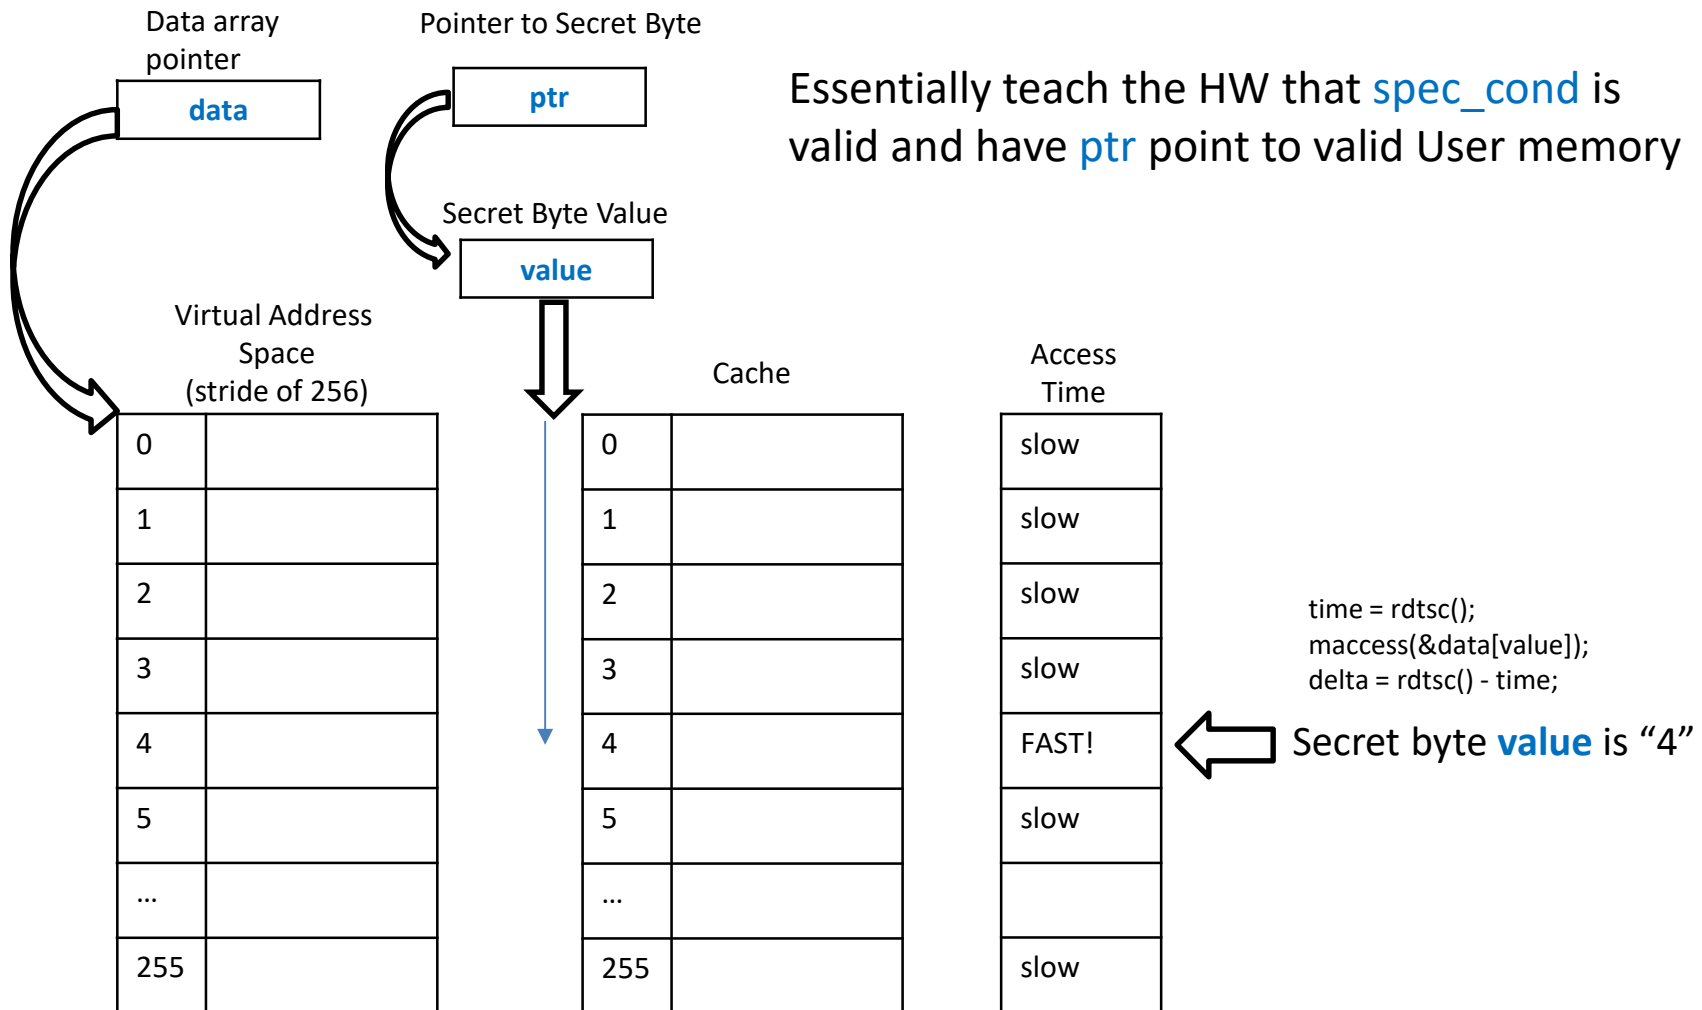 Data array
pointer
data
Pointer to Secret Byte
ptr
Essentially teach the HW that spec_cond is
valid and have ptr point to valid User memory
Secret Byte Value
value
Virtual Address
Space
(stride of 256)
Cache
Access
Time
0
0
slow
1
1
slow
2
2
slow
3
3
slow
4
4
FAST!
5
5
slow
...
...
255
255
slow
time = rdtsc();
maccess(&data[value]);
delta = rdtsc() - time;
Secret byte value is “4”